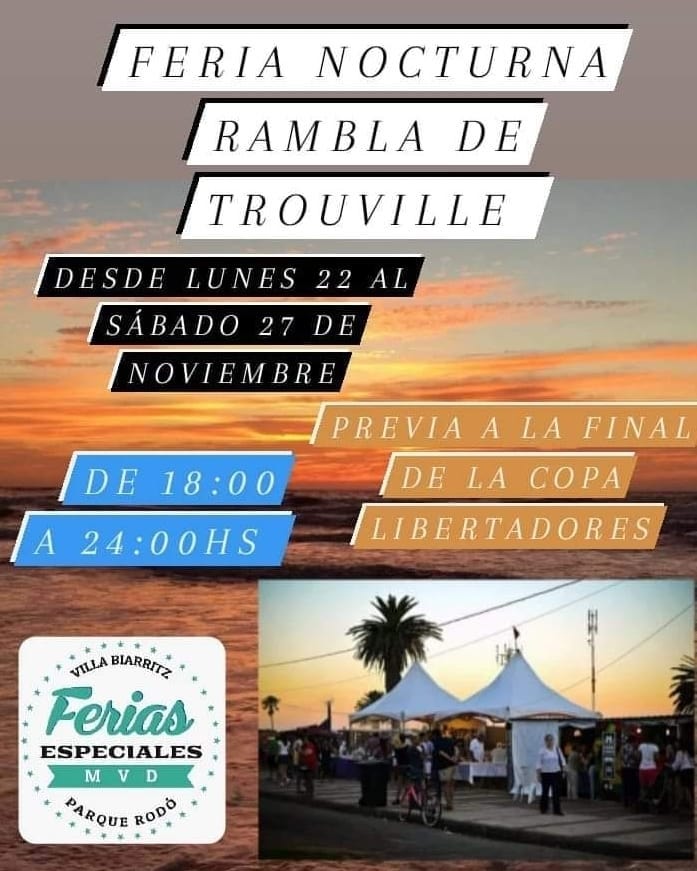 FERIA NOCTURNA
RAMBLA DE
TROUVILLE
DESDE LUNES 22 AL
SÁBADO 27 DE
NOVIEMBRE
PREVIA A LA FINAL
DE LA COPA
LIBERTADORES
DE 18:00
A 24:00HS
VILLA BIARRITZ
Ferias
ESPECIALES
MVD
PARQUE RODÓ